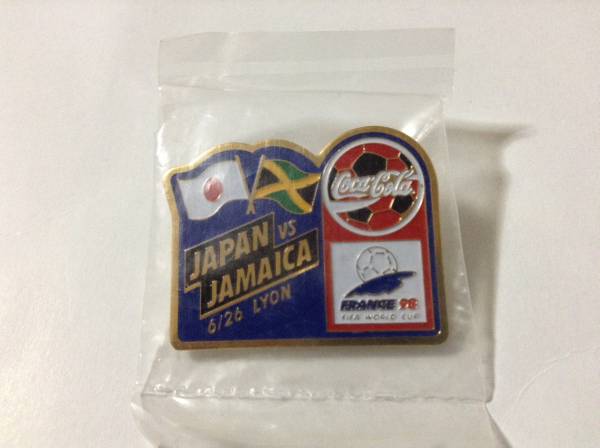 JAPAN VS
JAMAICA
6/26 LYON
Coca-Cola
FRANCE 98
FIFA WORLD CUP